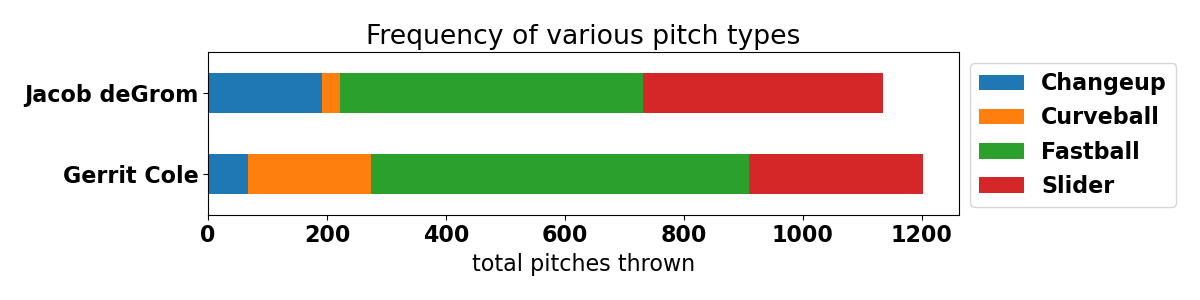 Frequency of various pitch types
Jacob deGrom
Gerrit Cole
0 200 400 600 800 1000 1200
total pitches thrown
Changeup
Curveball
Fastball
Slider